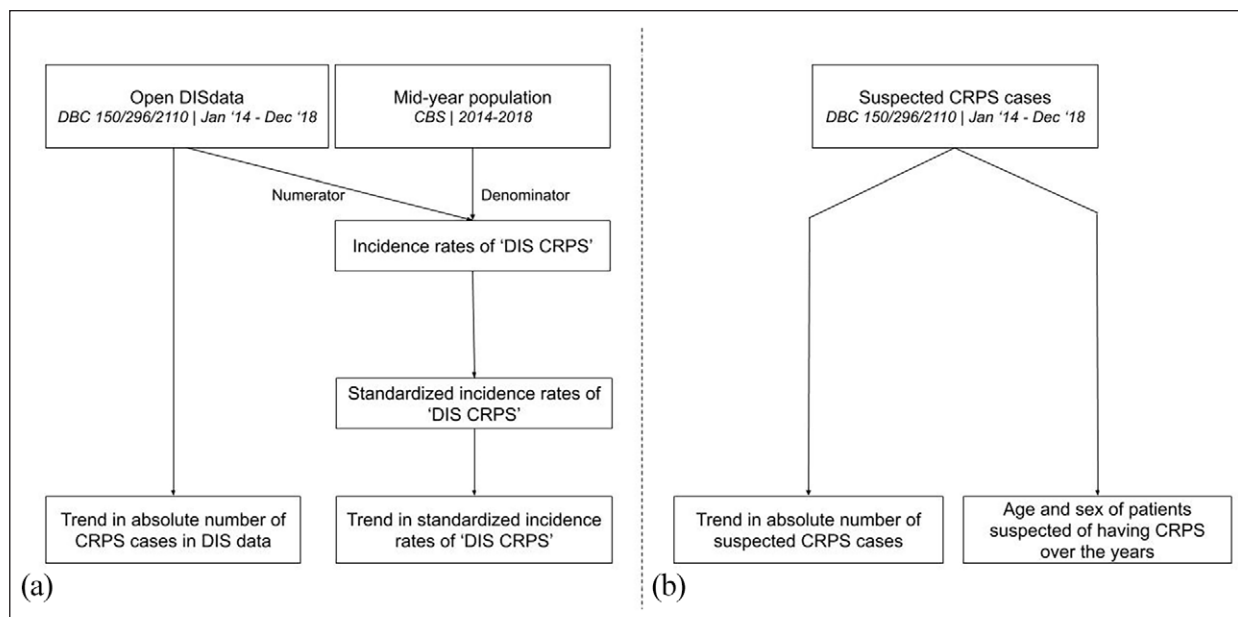 Open DISdata
DBC 150/296/2110 | Jan ‘14 - Dec ‘18
Mid-year population
CBS | 2014-2018
Numerator
Denominator
Incidence rates of ‘DIS CRPS’
Standardized incidence rates of
‘DIS CRPS’
Trend in absolute number of
CRPS cases in DIS data
Trend in standardized incidence
rates of ‘DIS CRPS’
(a)
Suspected CRPS cases
DBC 150/296/2110 | Jan ‘14 - Dec ‘18
Trend in absolute number of
suspected CRPS cases
Age and sex of patients
suspected of having CRPS
over the years
(b)